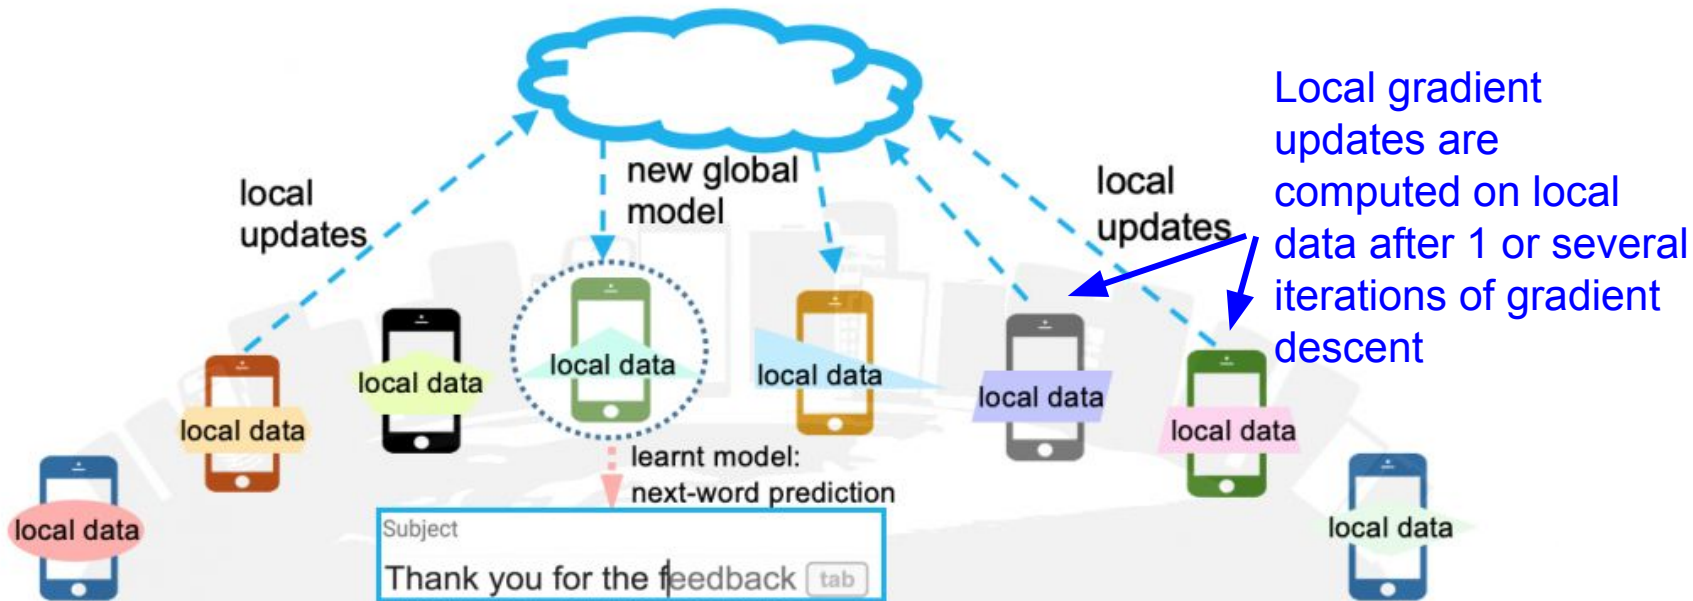 local
updates
new global
model
local
updates
Local gradient
updates are
computed on local
data after 1 or several
iterations of gradient
descent
local data
local data
local data
local data
local data
local data
local data
local data
learnt model:
next-word prediction
Subject
Thank you for the feedback tab